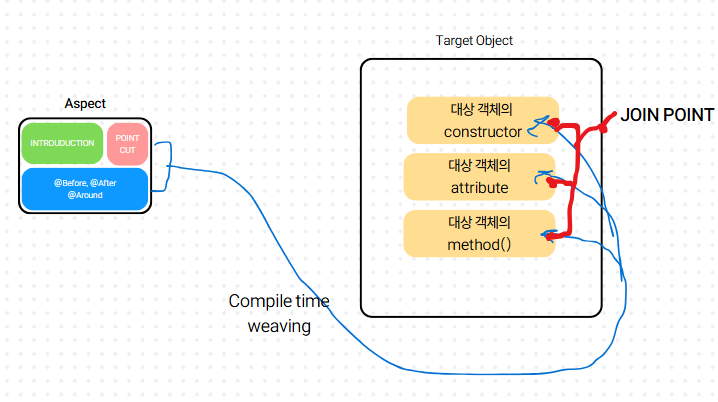 Target Object
Aspect
INTROUDUCTION
POINT
CUT
@Before, @After
@Around
대상 객체의
constructor
대상 객체의
attribute
대상 객체의
method()
JOIN POINT
Compile time
weaving